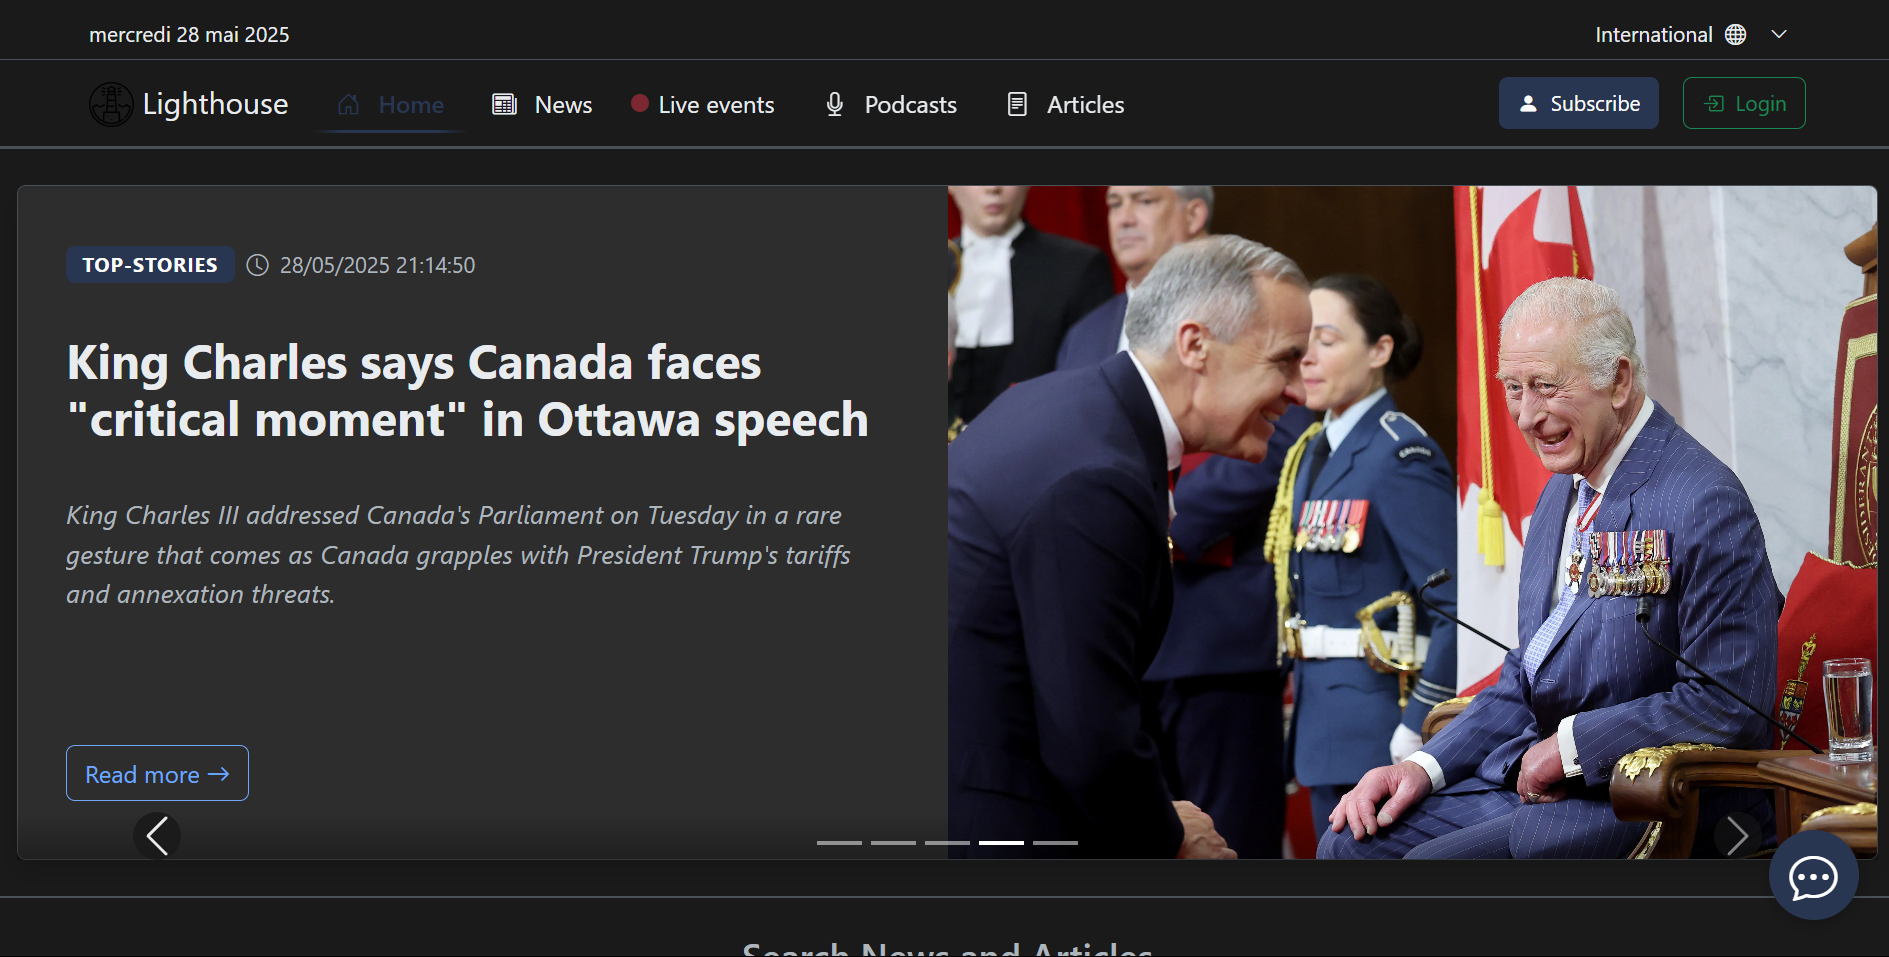 mercredi 28 mai 2025
International
Lighthouse
Home
News
Live events
Podcasts
Articles
Subscribe
Login
TOP-STORIES
28/05/2025 21:14:50
King Charles says Canada faces
"critical moment" in Ottawa speech
King Charles III addressed Canada's Parliament on Tuesday in a rare
gesture that comes as Canada grapples with President Trump's tariffs
and annexation threats.
Read more
Search News and Articles